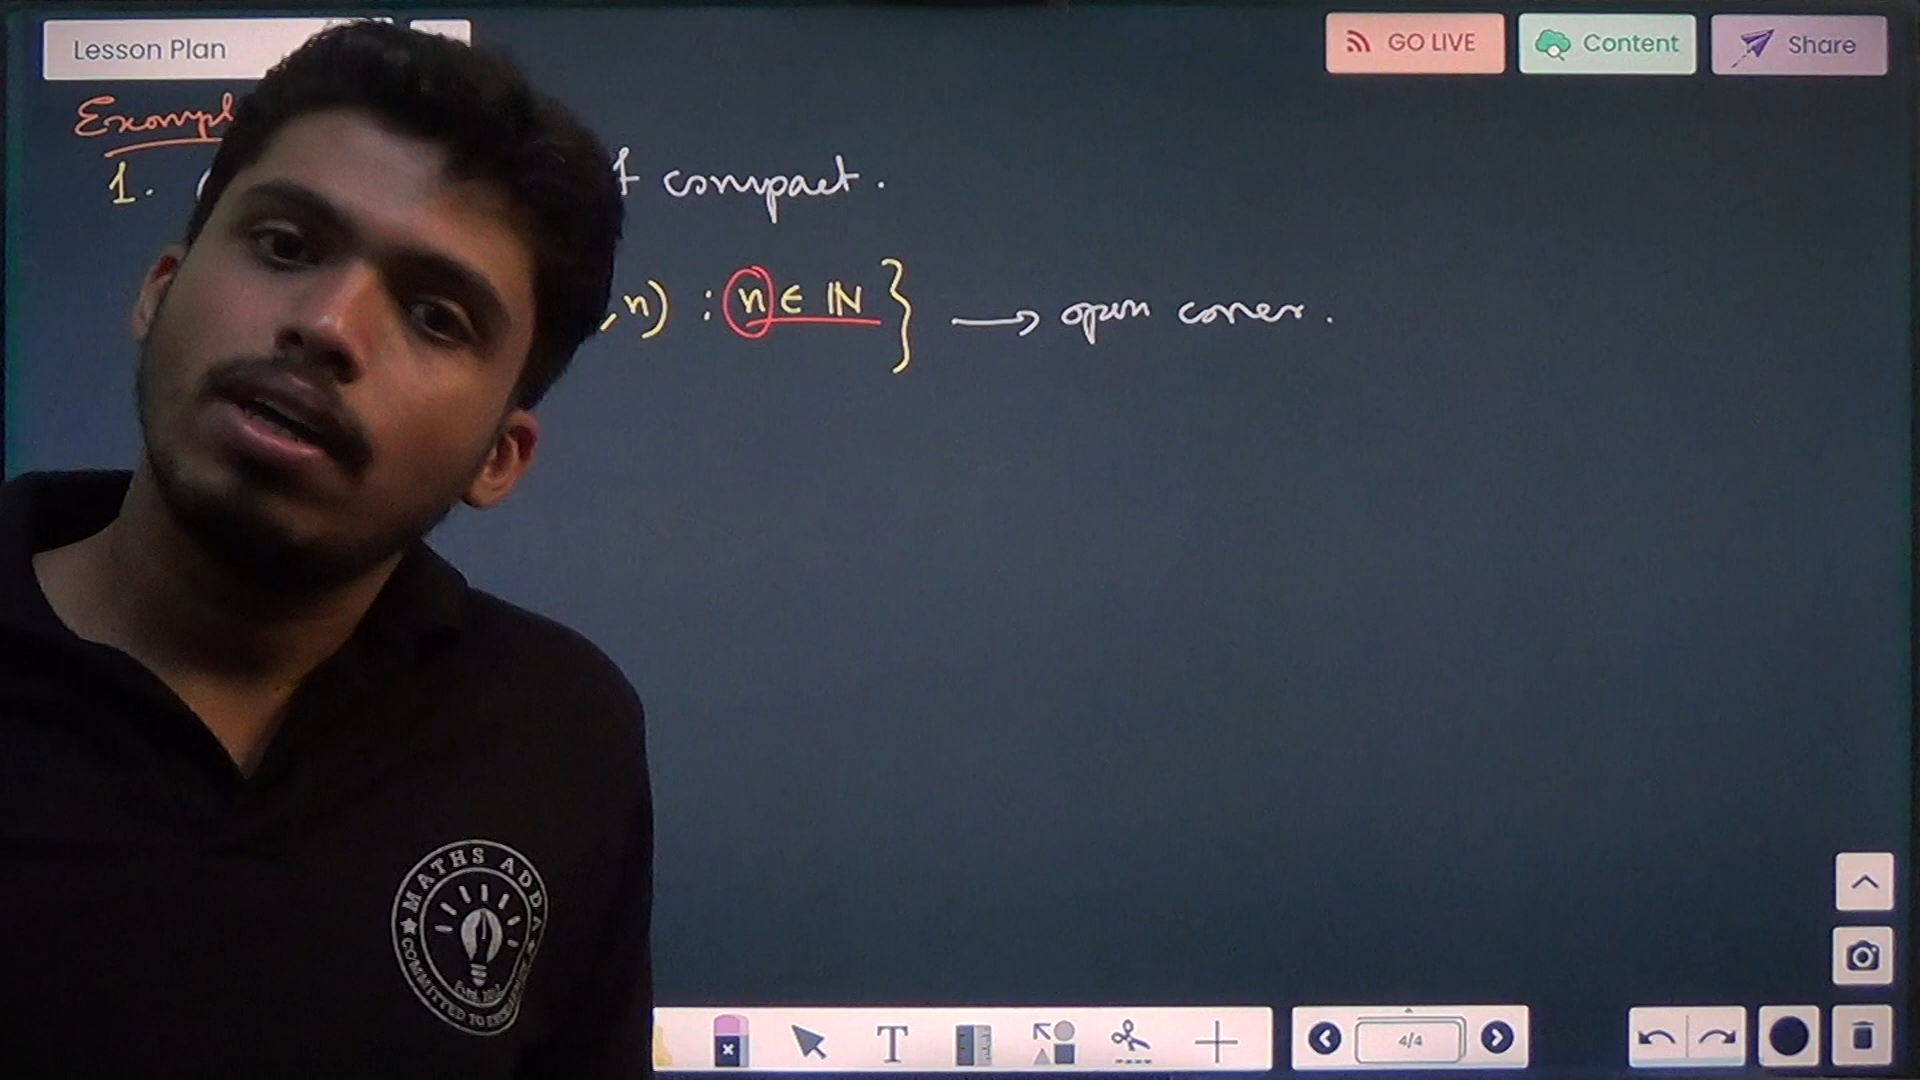 Lesson Plan
GO LIVE
Content
Share
Exampl
1. ( t compact.
,n) : n ∈ IN } → open cover.
MATHS ADDA
COMMITTED TO
4/4
T